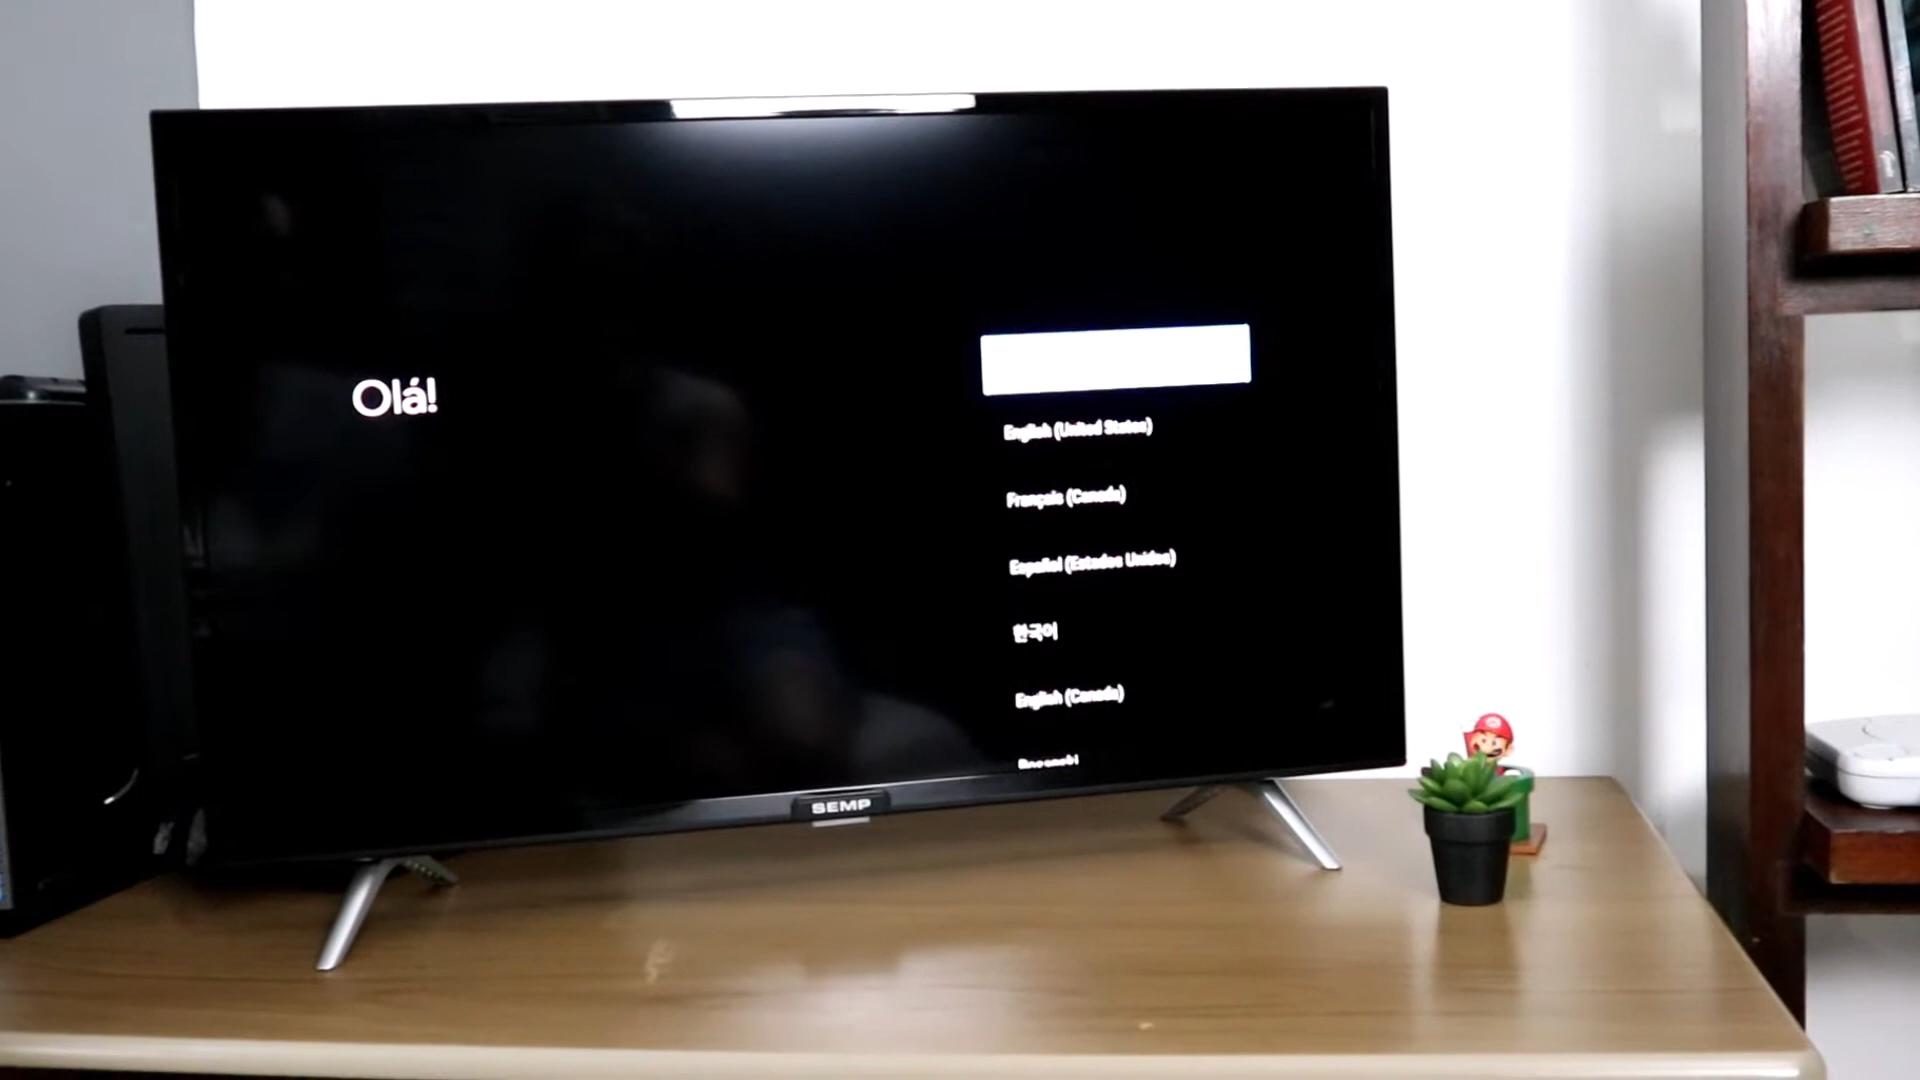 Olá!
English (United States)
Français (Canada)
Español (Estados Unidos)
한국어
English (Canada)
SEMP